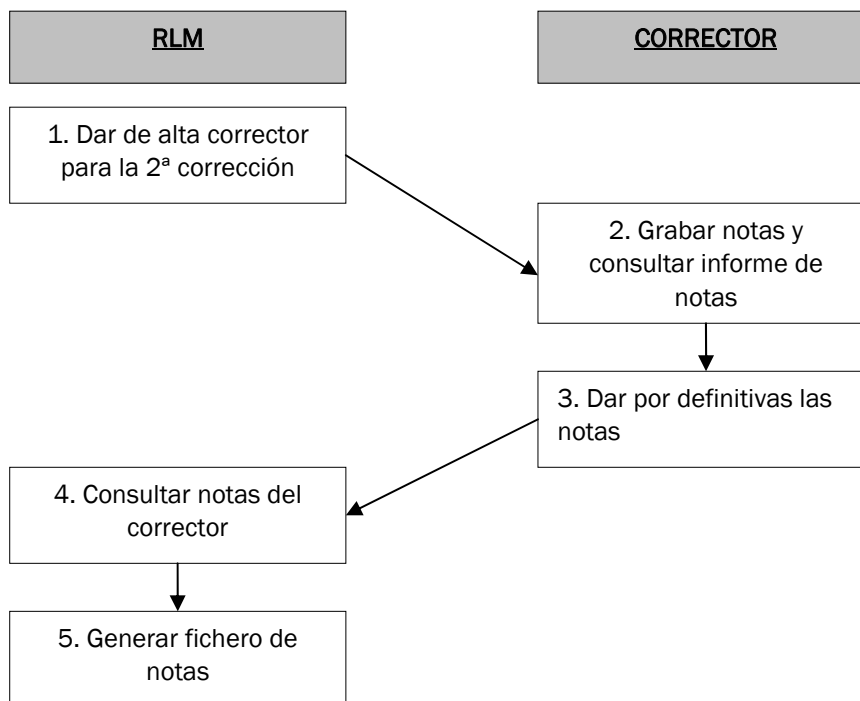 RLM
CORRECTOR
1. Dar de alta corrector
para la 2ª corrección
2. Grabar notas y
consultar informe de
notas
3. Dar por definitivas las
notas
4. Consultar notas del
corrector
5. Generar fichero de
notas